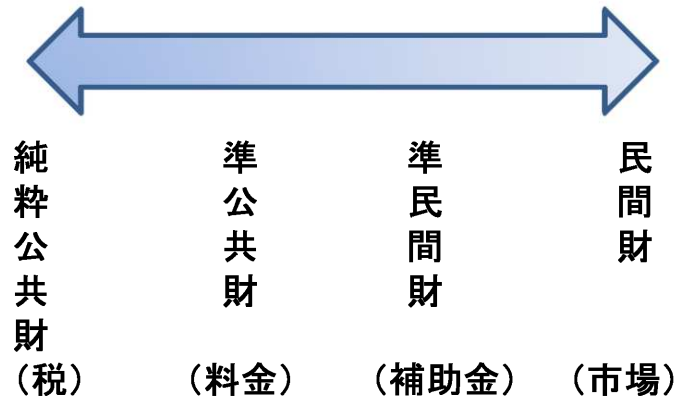 純粋公共財
（税）
準公共財
（料金）
準民間財
（補助金）
民間財
（市場）